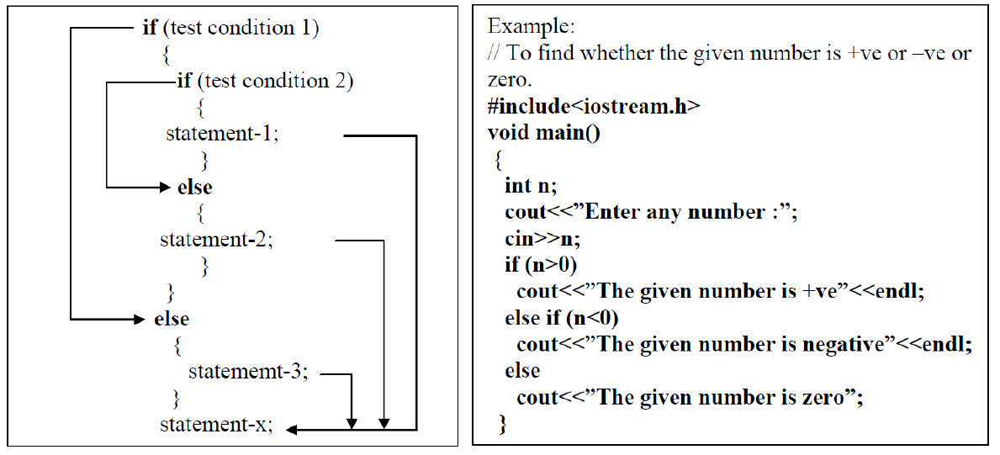 if (test condition 1)
{
if (test condition 2)
{
statement-1;
}
else
{
statement-2;
}
}
else
{
statememt-3;
}
statement-x;
Example:
// To find whether the given number is +ve or –ve or
zero.
#include<iostream.h>
void main()
{
int n;
cout<<”Enter any number :”;
cin>>n;
if (n>0)
cout<<”The given number is +ve”<<endl;
else if (n<0)
cout<<”The given number is negative”<<endl;
else
cout<<”The given number is zero”;
}